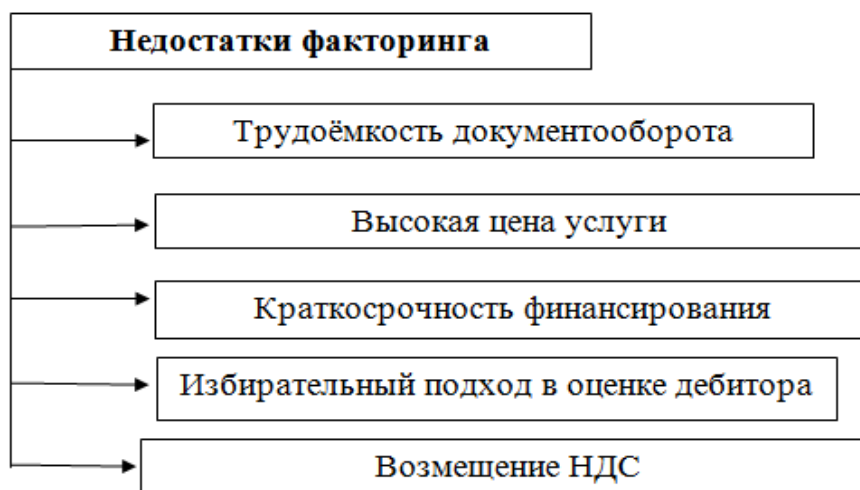 Недостатки факторинга
Трудоёмкость документооборота
Высокая цена услуги
Краткосрочность финансирования
Избирательный подход в оценке дебитора
Возмещение НДС